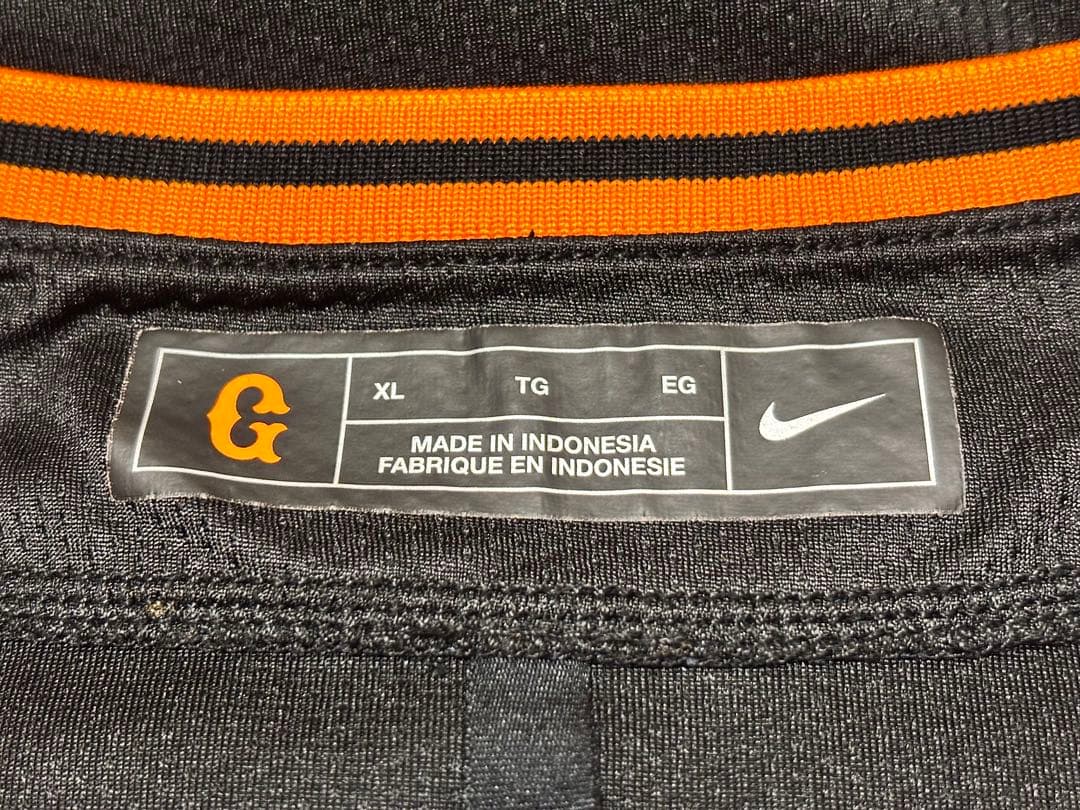 G
XL TG EG
MADE IN INDONESIA
FABRIQUE EN INDONESIE